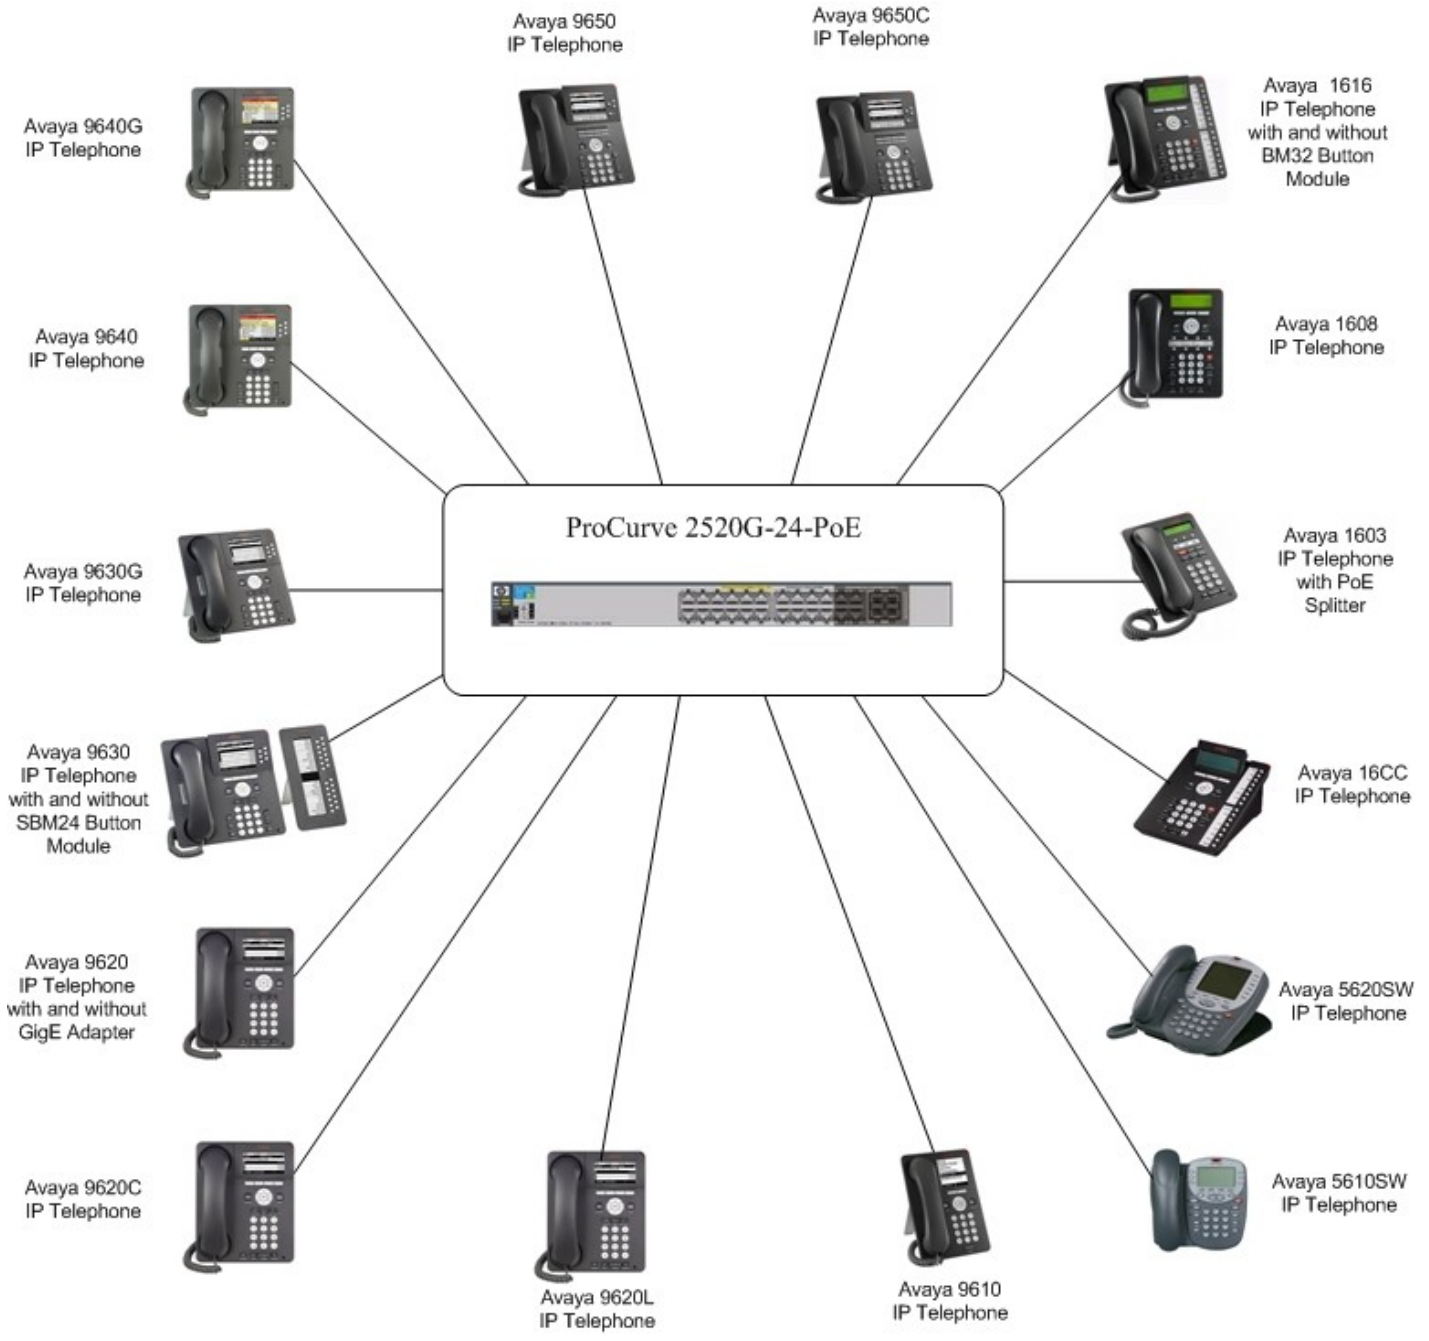 Avaya 9650
IP Telephone
Avaya 9650C
IP Telephone
Avaya 9640G
IP Telephone
Avaya 1616
IP Telephone
with and without
BM32 Button
Module
Avaya 9640
IP Telephone
Avaya 1608
IP Telephone
ProCurve 2520G-24-PoE
Avaya 9630G
IP Telephone
Avaya 1603
IP Telephone
with PoE
Splitter
Avaya 9630
IP Telephone
with and without
SBM24 Button
Module
Avaya 16CC
IP Telephone
Avaya 9620
IP Telephone
with and without
GigE Adapter
Avaya 5620SW
IP Telephone
Avaya 9620C
IP Telephone
Avaya 5610SW
IP Telephone
Avaya 9620L
IP Telephone
Avaya 9610
IP Telephone